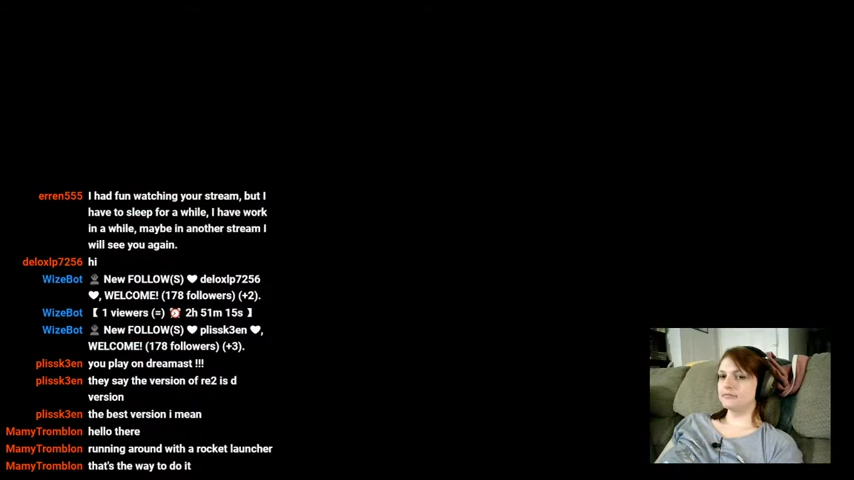 erren555 I had fun watching your stream, but I
have to sleep for a while, I have work
in a while, maybe in another stream I
will see you again.
deloxlp7256 hi
WizeBot New FOLLOW(S) deloxlp7256
, WELCOME! (178 followers) (+2).
WizeBot 【 1 viewers (=) ⏰ 2h 51m 15s 】
WizeBot New FOLLOW(S) plissk3en ,
WELCOME! (178 followers) (+3).
plissk3en you play on dreamast !!!
plissk3en they say the version of re2 is d
version
plissk3en the best version i mean
MamyTromblon hello there
MamyTromblon running around with a rocket launcher
MamyTromblon that's the way to do it